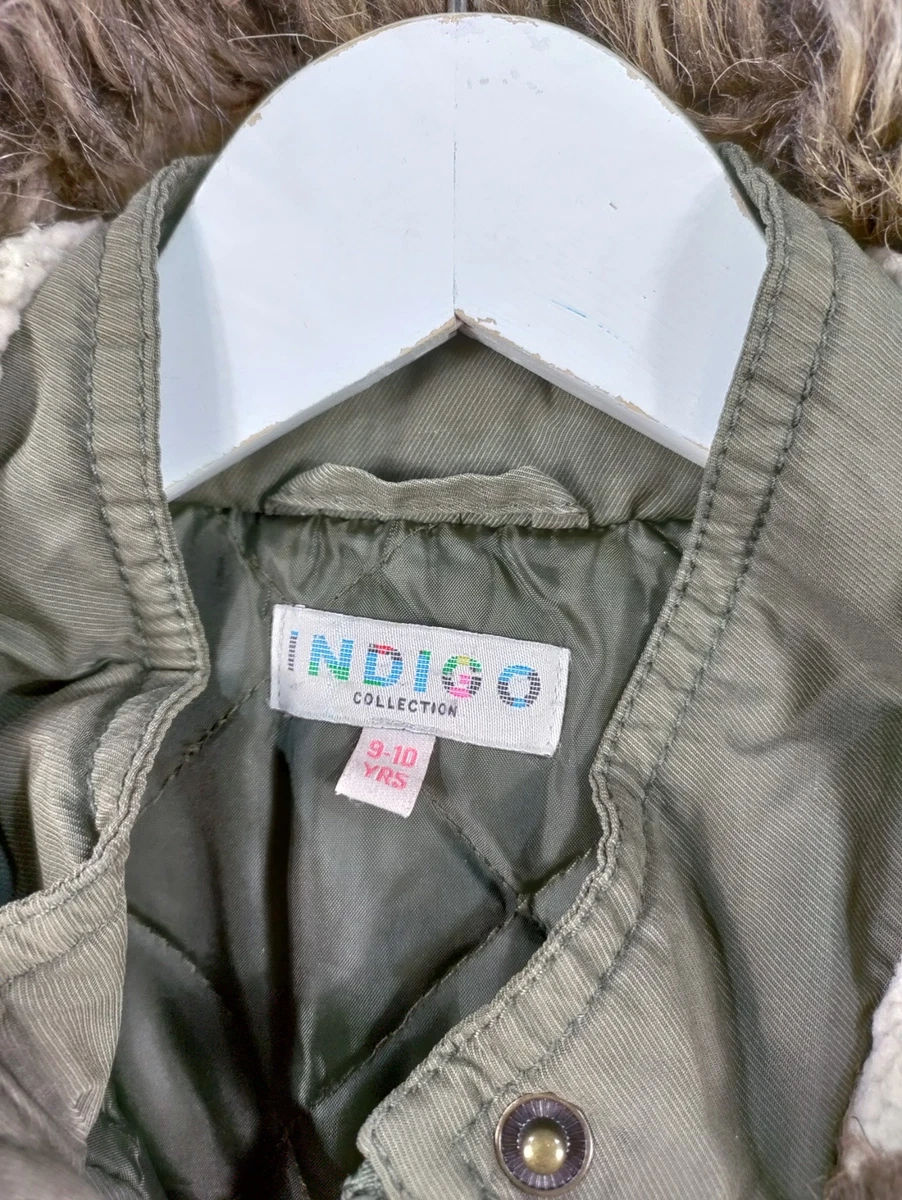 INDIGO
COLLECTION
9-10
YRS